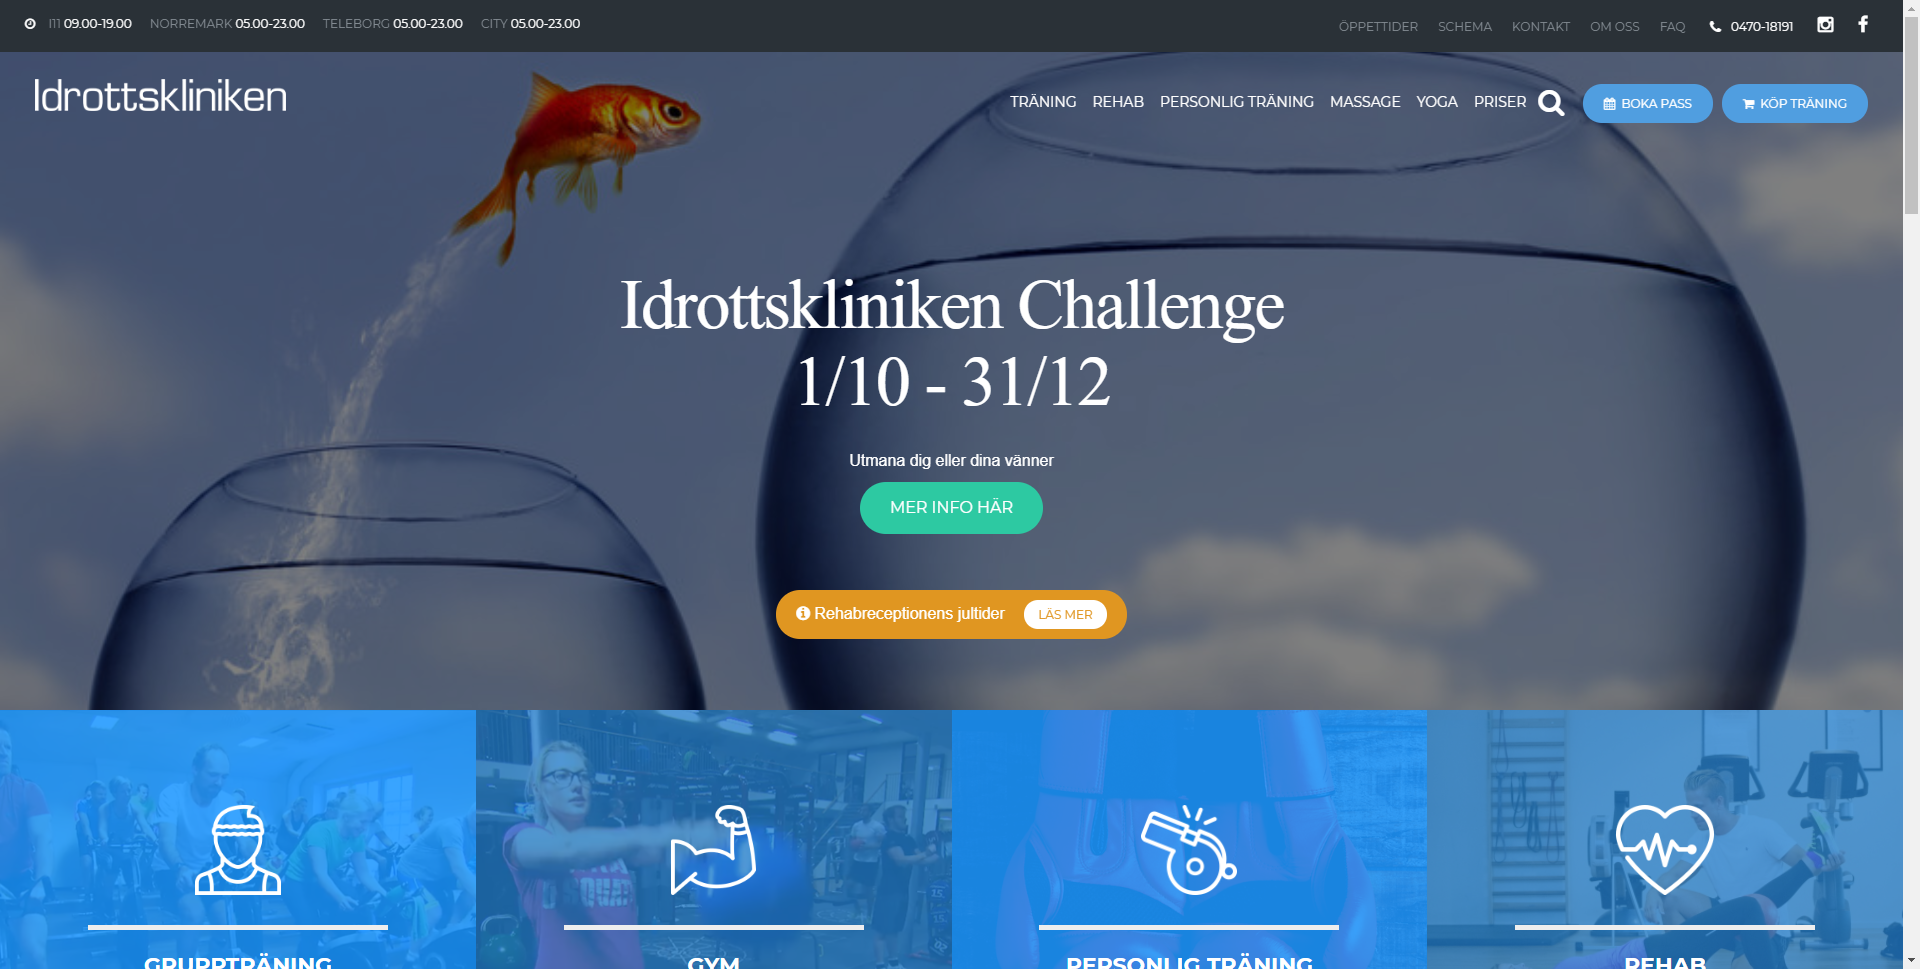 I11 09.00-19.00 NORREMARK 05.00-23.00 TELEBORG 05.00-23.00 CITY 05.00-23.00
ÖPPETTIDER SCHEMA KONTAKT OM OSS FAQ 0470-18191
Idrottskliniken
TRÄNING REHAB PERSONLIG TRÄNING MASSAGE YOGA PRISER BOKA PASS KÖP TRÄNING
Idrottskliniken Challenge
1/10 - 31/12
Utmana dig eller dina vänner
MER INFO HÄR
Rehabreceptionens jultider LÄS MER
GRUPPTRÄNING GYM PERSONLIG TRÄNING REHAB